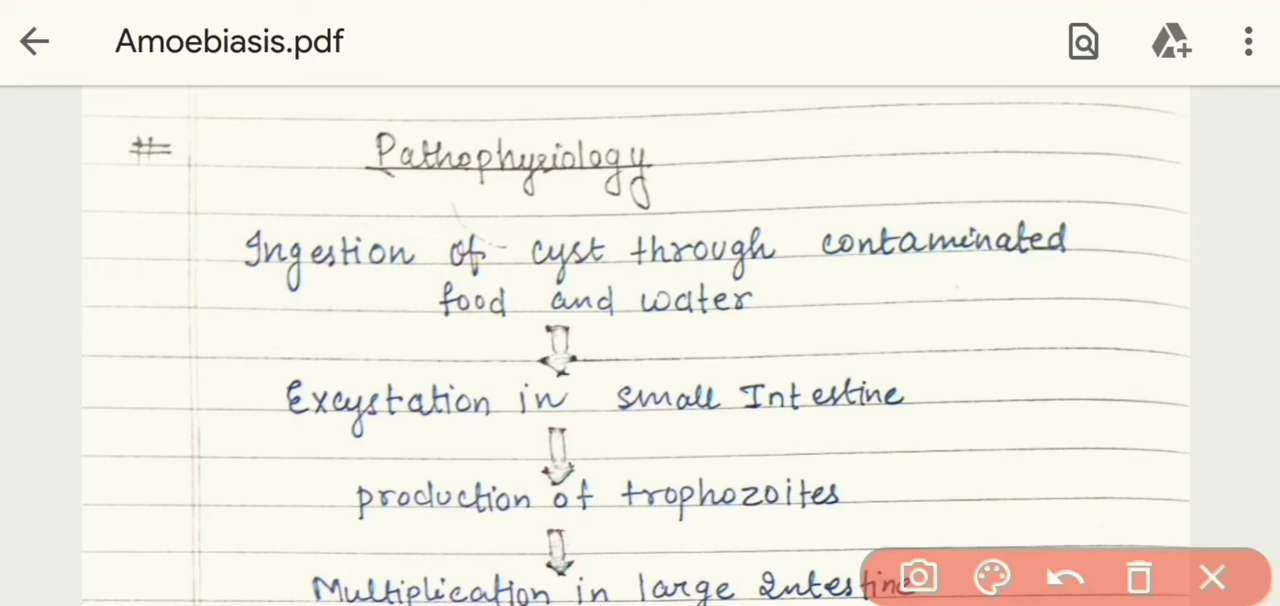 Amoebiasis.pdf
# Pathophysiology
Ingestion of cyst through contaminated
food and water
Excystation in small Intestine
production of trophozoites
Multiplication in large Intestine